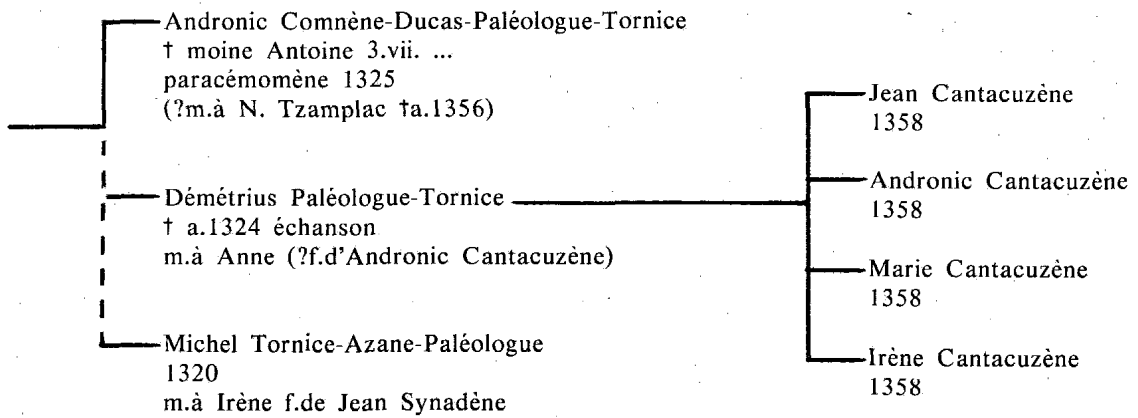 Andronic Comnène-Ducas-Paléologue-Tornice
† moine Antoine 3.vii. ...
paracémomène 1325
(?m.à N. Tzamplac †a.1356)
Démétrius Paléologue-Tornice
† a.1324 échanson
m.à Anne (?f.d'Andronic Cantacuzène)
Michel Tornice-Azane-Paléologue
1320
m.à Irène f.de Jean Synadène
Jean Cantacuzène
1358
Andronic Cantacuzène
1358
Marie Cantacuzène
1358
Irène Cantacuzène
1358